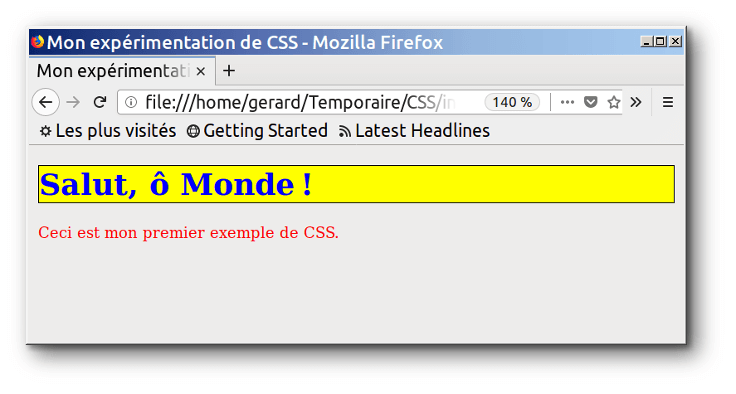 Mon expérimentation de CSS - Mozilla Firefox
Mon expérimentati
file:///home/gerard/Temporaire/CSS/in 140 %
Les plus visités Getting Started Latest Headlines
Salut, ô Monde !
Ceci est mon premier exemple de CSS.